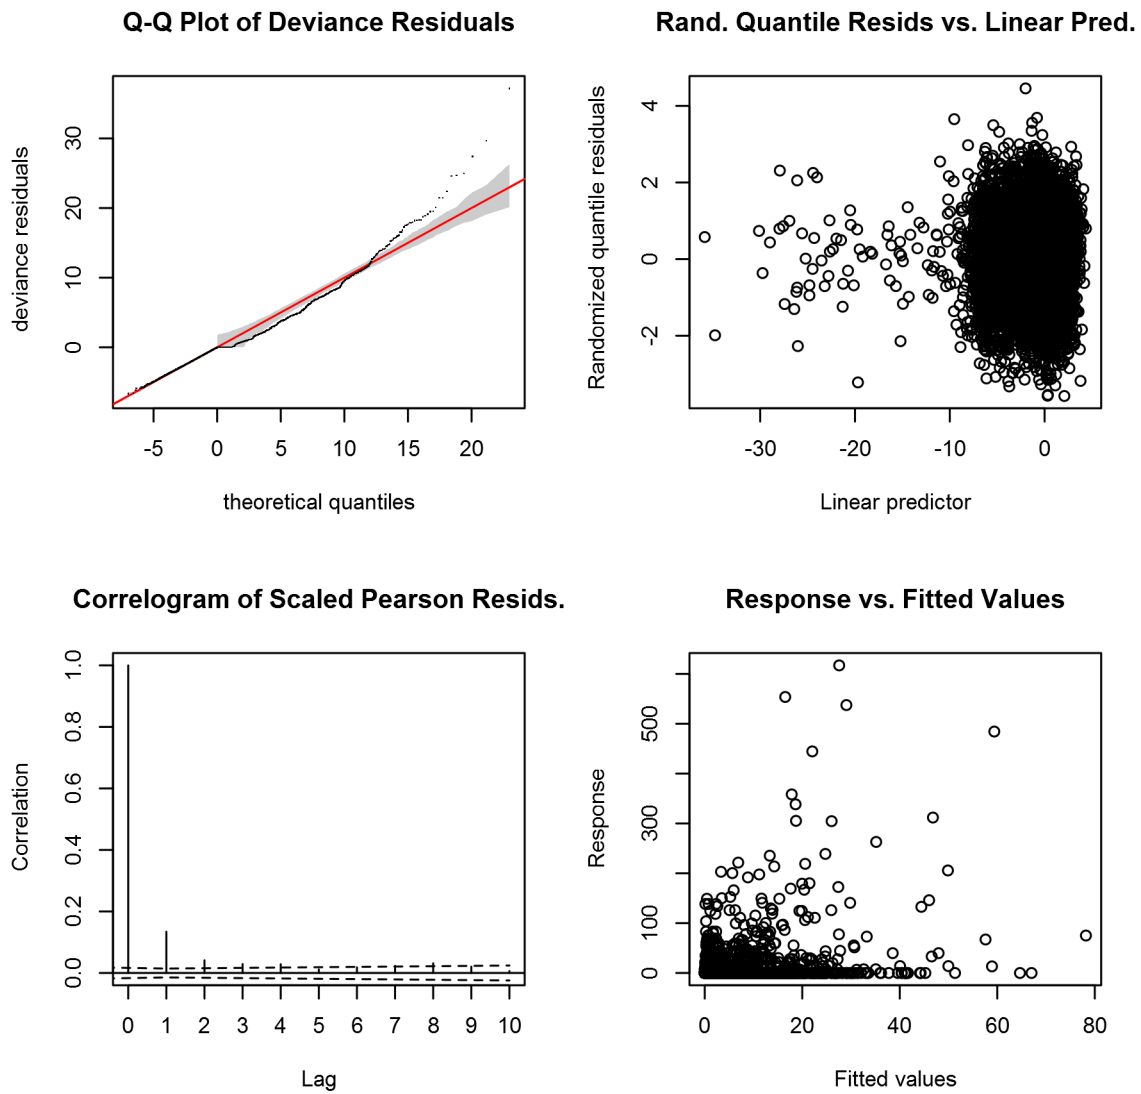 Q-Q Plot of Deviance Residuals
deviance residuals
30
20
10
0
-5 0 5 10 15 20
theoretical quantiles
Rand. Quantile Resids vs. Linear Pred.
Randomized quantile residuals
4
2
0
-2
-30 -20 -10 0
Linear predictor
Correlogram of Scaled Pearson Resids.
Correlation
1.0
0.8
0.6
0.4
0.2
0.0
0 1 2 3 4 5 6 7 8 9 10
Lag
Response vs. Fitted Values
Response
500
300
100
0
0 20 40 60 80
Fitted values